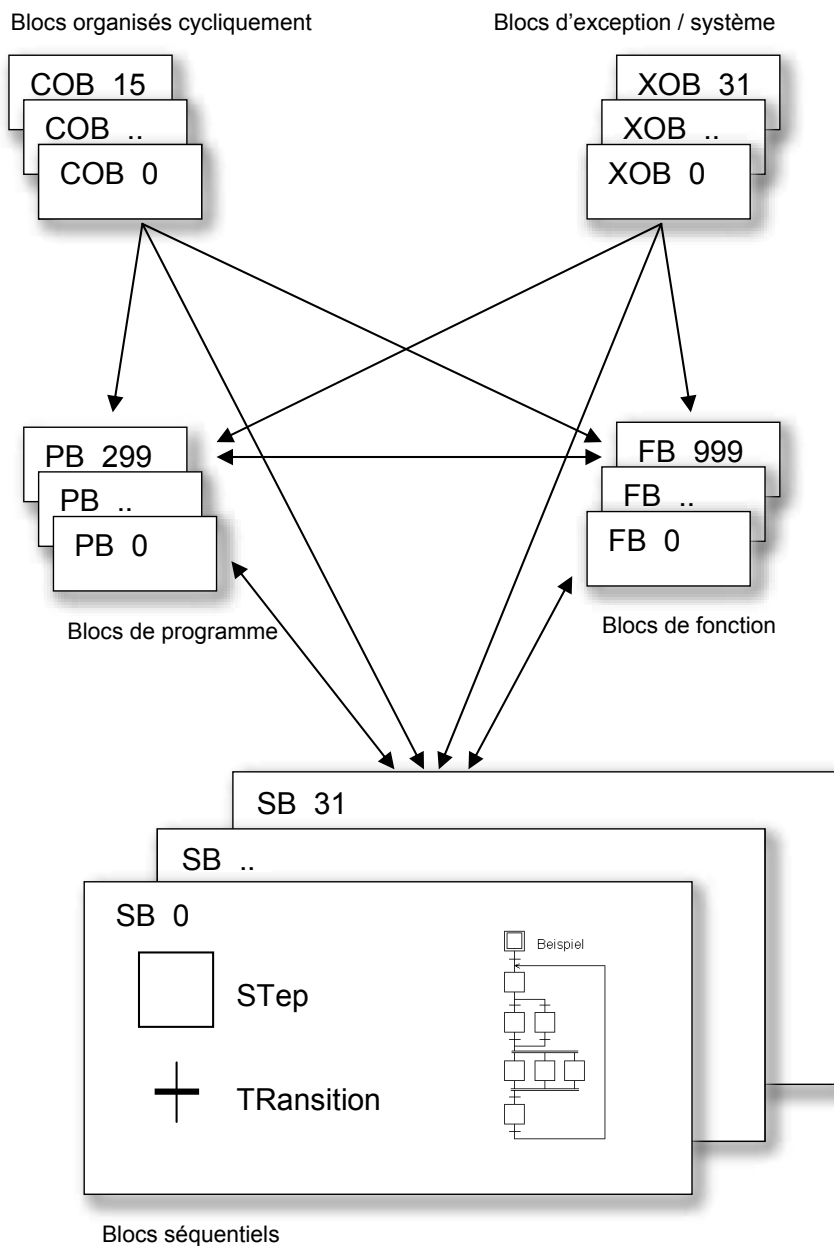 Blocs organisés cycliquement
Blocs d'exception / système
COB 15
COB ..
COB 0
XOB 31
XOB ..
XOB 0
PB 299
PB ..
PB 0
FB 999
FB ..
FB 0
Blocs de programme
Blocs de fonction
SB 31
SB ..
SB 0
Beispiel
STep
TRansition
Blocs séquentiels